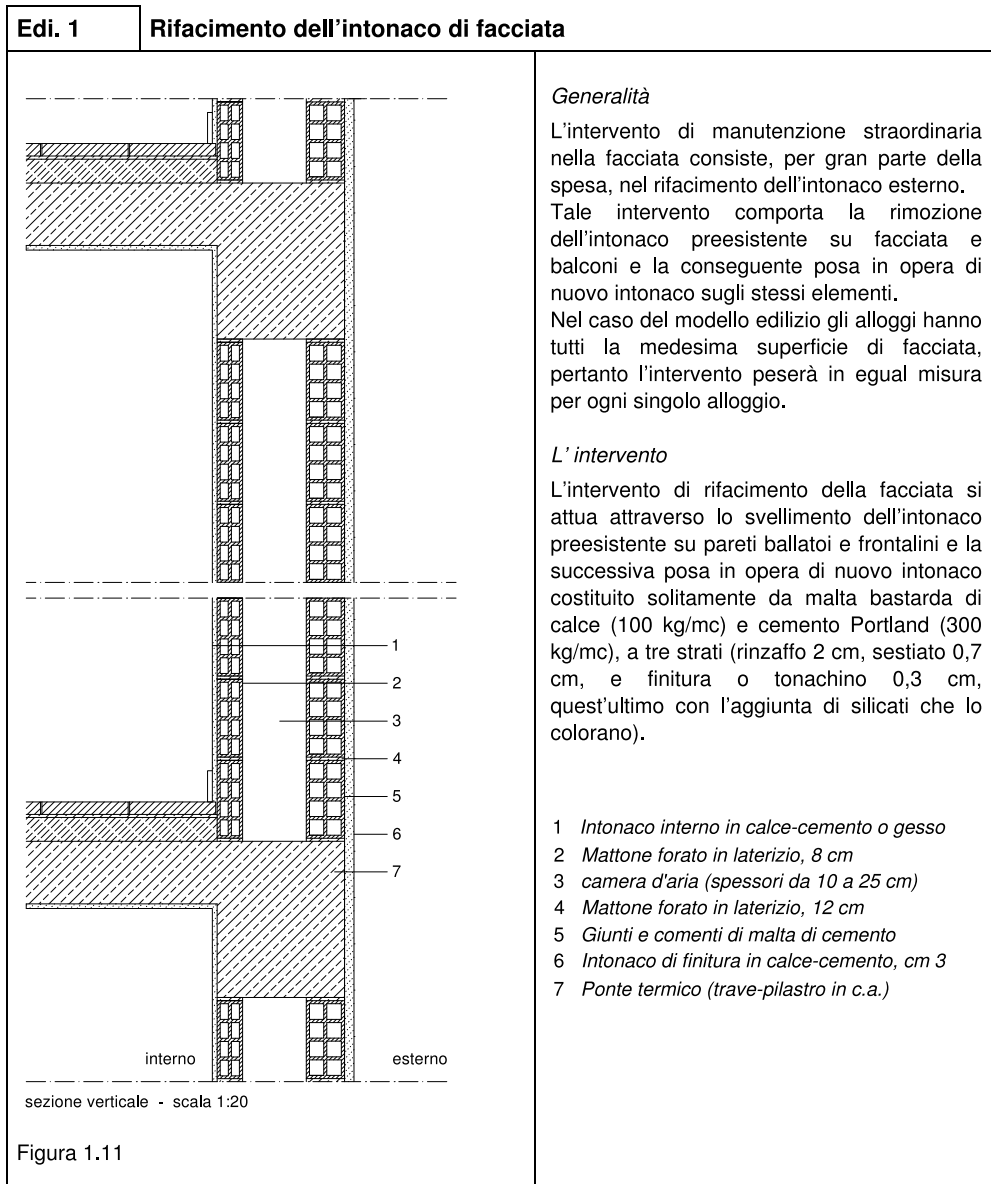 Edi. 1
Rifacimento dell'intonaco di facciata
1
2
3
4
5
6
7
interno
esterno
sezione verticale - scala 1:20
Figura 1.11
Generalità
L'intervento di manutenzione straordinaria
nella facciata consiste, per gran parte della
spesa, nel rifacimento dell'intonaco esterno.
Tale intervento comporta la rimozione
dell'intonaco preesistente su facciata e
balconi e la conseguente posa in opera di
nuovo intonaco sugli stessi elementi.
Nel caso del modello edilizio gli alloggi hanno
tutti la medesima superficie di facciata,
pertanto l'intervento peserà in egual misura
per ogni singolo alloggio.
L' intervento
L'intervento di rifacimento della facciata si
attua attraverso lo svellimento dell'intonaco
preesistente su pareti ballatoi e frontalini e la
successiva posa in opera di nuovo intonaco
costituito solitamente da malta bastarda di
calce (100 kg/mc) e cemento Portland (300
kg/mc), a tre strati (rinzaffo 2 cm, sestiato 0,7
cm, e finitura o tonachino 0,3 cm,
quest'ultimo con l'aggiunta di silicati che lo
colorano).
1 Intonaco interno in calce-cemento o gesso
2 Mattone forato in laterizio, 8 cm
3 camera d'aria (spessori da 10 a 25 cm)
4 Mattone forato in laterizio, 12 cm
5 Giunti e comenti di malta di cemento
6 Intonaco di finitura in calce-cemento, cm 3
7 Ponte termico (trave-pilastro in c.a.)